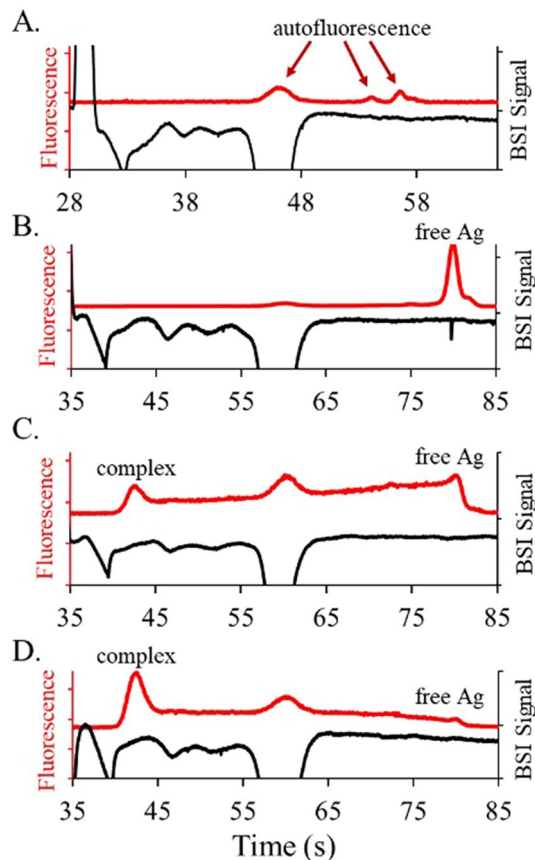 A.
autofluorescence
Fluorescence
BSI Signal
28 38 48 58
B.
free Ag
Fluorescence
BSI Signal
35 45 55 65 75 85
C.
complex
free Ag
Fluorescence
BSI Signal
35 45 55 65 75 85
D.
complex
free Ag
Fluorescence
BSI Signal
35 45 55 65 75 85
Time (s)